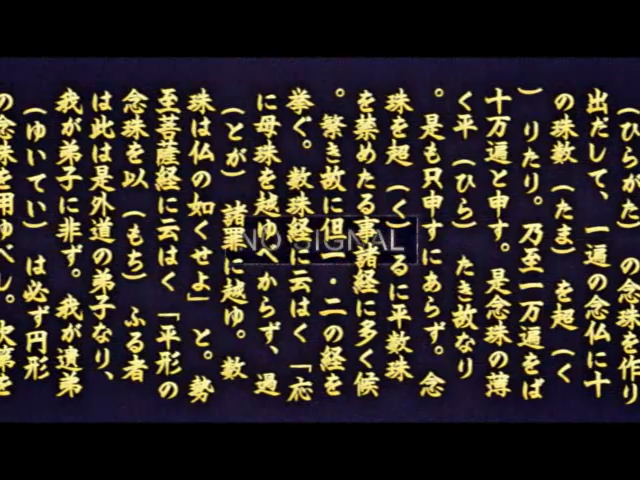 （ひらがた）の念珠を作り
出だして、一遍の念仏に十
の珠数（たま）を超（く
）りたり。乃至一万遍をば
十万遍と申す。是念珠の薄
く平（ひら）たき故なり
。是も只申すにあらず。念
珠を超（く）るに平数珠
を禁めたる事諸経に多く候
。繁き故に但一・二の経を
挙ぐ。数珠経に云はく「応
に母珠を越ゆべからず、過
（とが）諸罪に越ゆ。数
珠は仏の如くせよ」と。勢
至菩薩経に云はく「平形の
念珠を以（もち）ふる者
は此は是外道の弟子なり、
我が弟子に非ず。我が遺弟
（ゆいてい）は必ず円形
の念珠を用ゆべし。次第を
NO SIGNAL